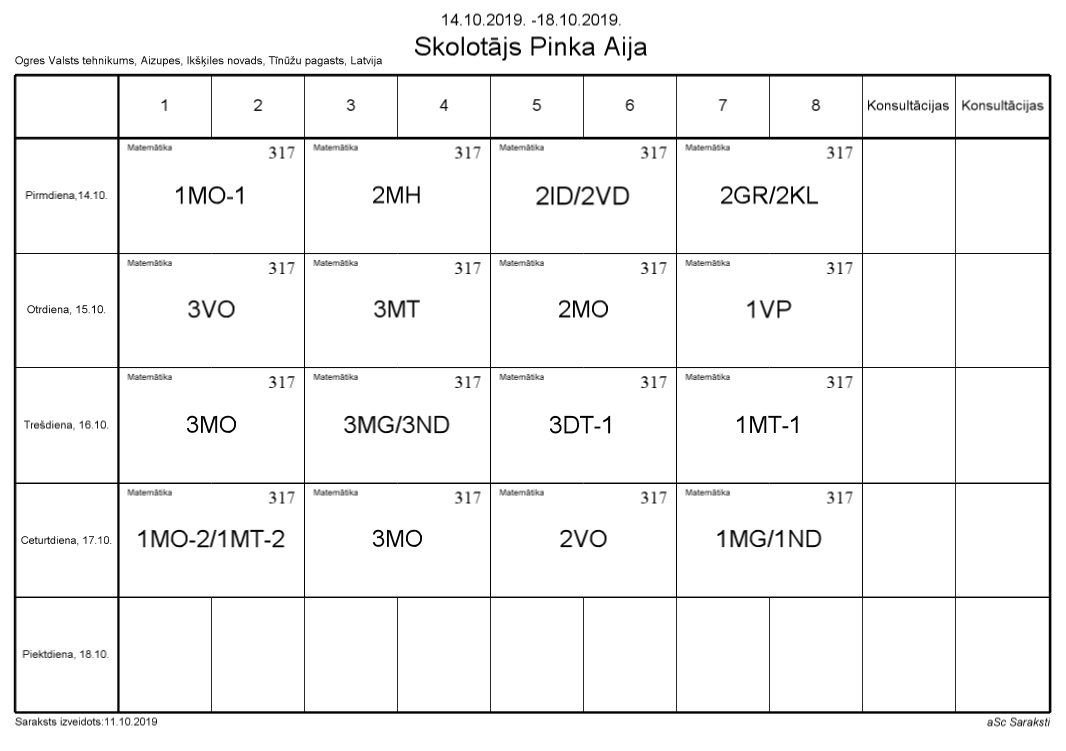 14.10.2019. -18.10.2019.
Skolotājs Pinka Aija
Ogres Valsts tehnikums, Aizupes, Ikšķiles novads, Tīnūžu pagasts, Latvija
1 2 3 4 5 6 7 8 Konsultācijas Konsultācijas
Matemātika 317 Matemātika 317 Matemātika 317 Matemātika 317
Pirmdiena,14.10. 1MO-1 2MH 2ID/2VD 2GR/2KL
Matemātika 317 Matemātika 317 Matemātika 317 Matemātika 317
Otrdiena, 15.10. 3VO 3MT 2MO 1VP
Matemātika 317 Matemātika 317 Matemātika 317 Matemātika 317
Trešdiena, 16.10. 3MO 3MG/3ND 3DT-1 1MT-1
Matemātika 317 Matemātika 317 Matemātika 317 Matemātika 317
Ceturtdiena, 17.10. 1MO-2/1MT-2 3MO 2VO 1MG/1ND
Piektdiena, 18.10.
Saraksts izveidots:11.10.2019 aSc Saraksti